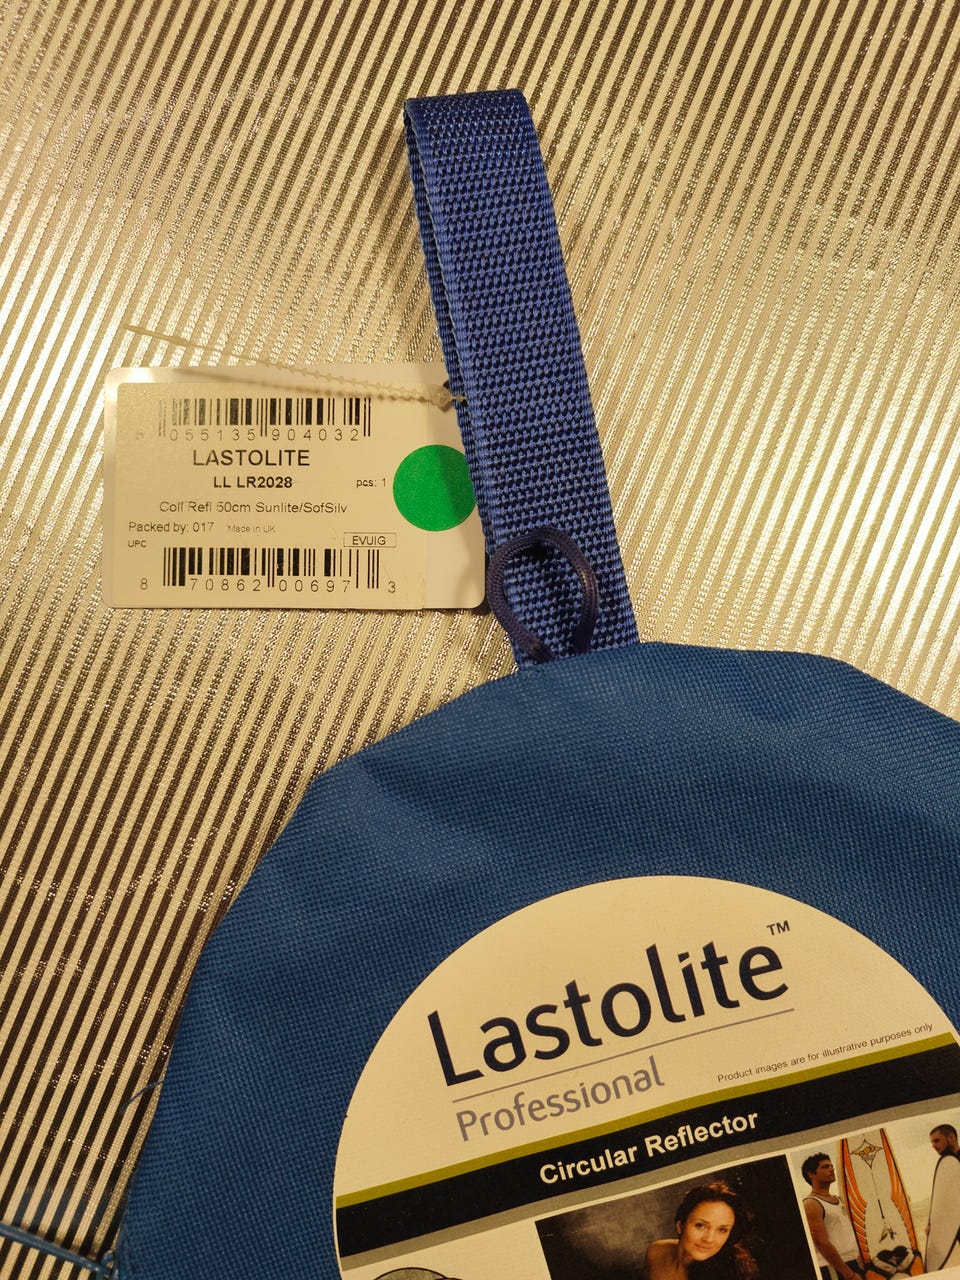 5 055135 904032
LASTOLITE
LL LR2028 pcs: 1
Coll Refl 50cm Sunlite/SofSilv
Packed by: 017 Made in UK EVUIG
UPC
8 70862 00697 3
Lastolite™
Professional
Product images are for illustrative purposes only
Circular Reflector